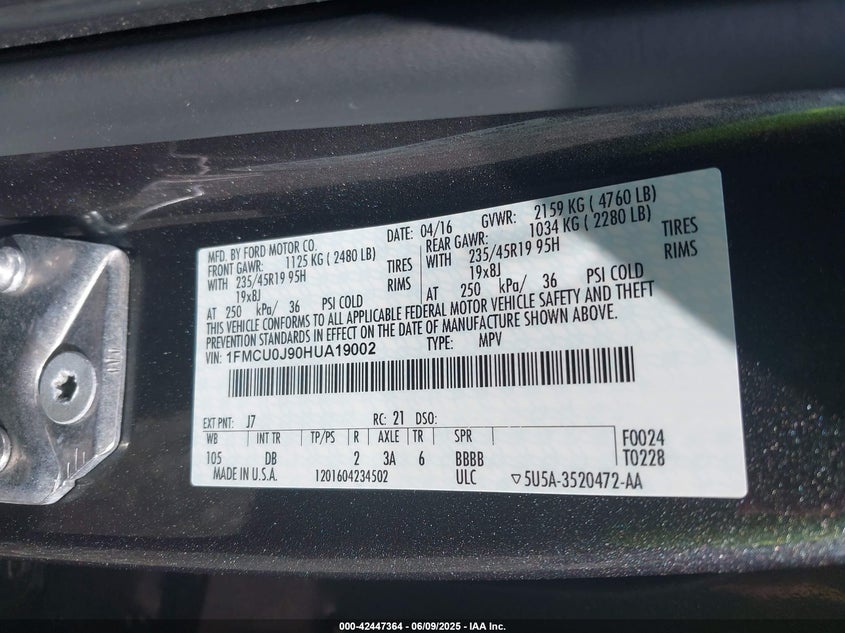 MFD. BY FORD MOTOR CO.
DATE: 04/16
GVWR: 2159 KG ( 4760 LB)
FRONT GAWR: 1125 KG ( 2480 LB)
WITH 235/45R19 95H TIRES
19x8J RIMS
AT 250 kPa/ 36 PSI COLD
REAR GAWR: 1034 KG ( 2280 LB)
WITH 235/45R19 95H TIRES
19x8J RIMS
AT 250 kPa/ 36 PSI COLD
THIS VEHICLE CONFORMS TO ALL APPLICABLE FEDERAL MOTOR VEHICLE SAFETY AND THEFT
PREVENTION STANDARDS IN EFFECT ON THE DATE OF MANUFACTURE SHOWN ABOVE.
VIN: 1FMCU0J90HUA19002 TYPE: MPV
EXT PNT: J7 RC: 21 DSO:
WB INT TR TP/PS R AXLE TR SPR F0024
105 DB 2 3A 6 BBBB T0228
MADE IN U.S.A. 1201604234502 ULC ▽5U5A-3520472-AA
000-42447364 | 06/09/2025 | IAA Inc.